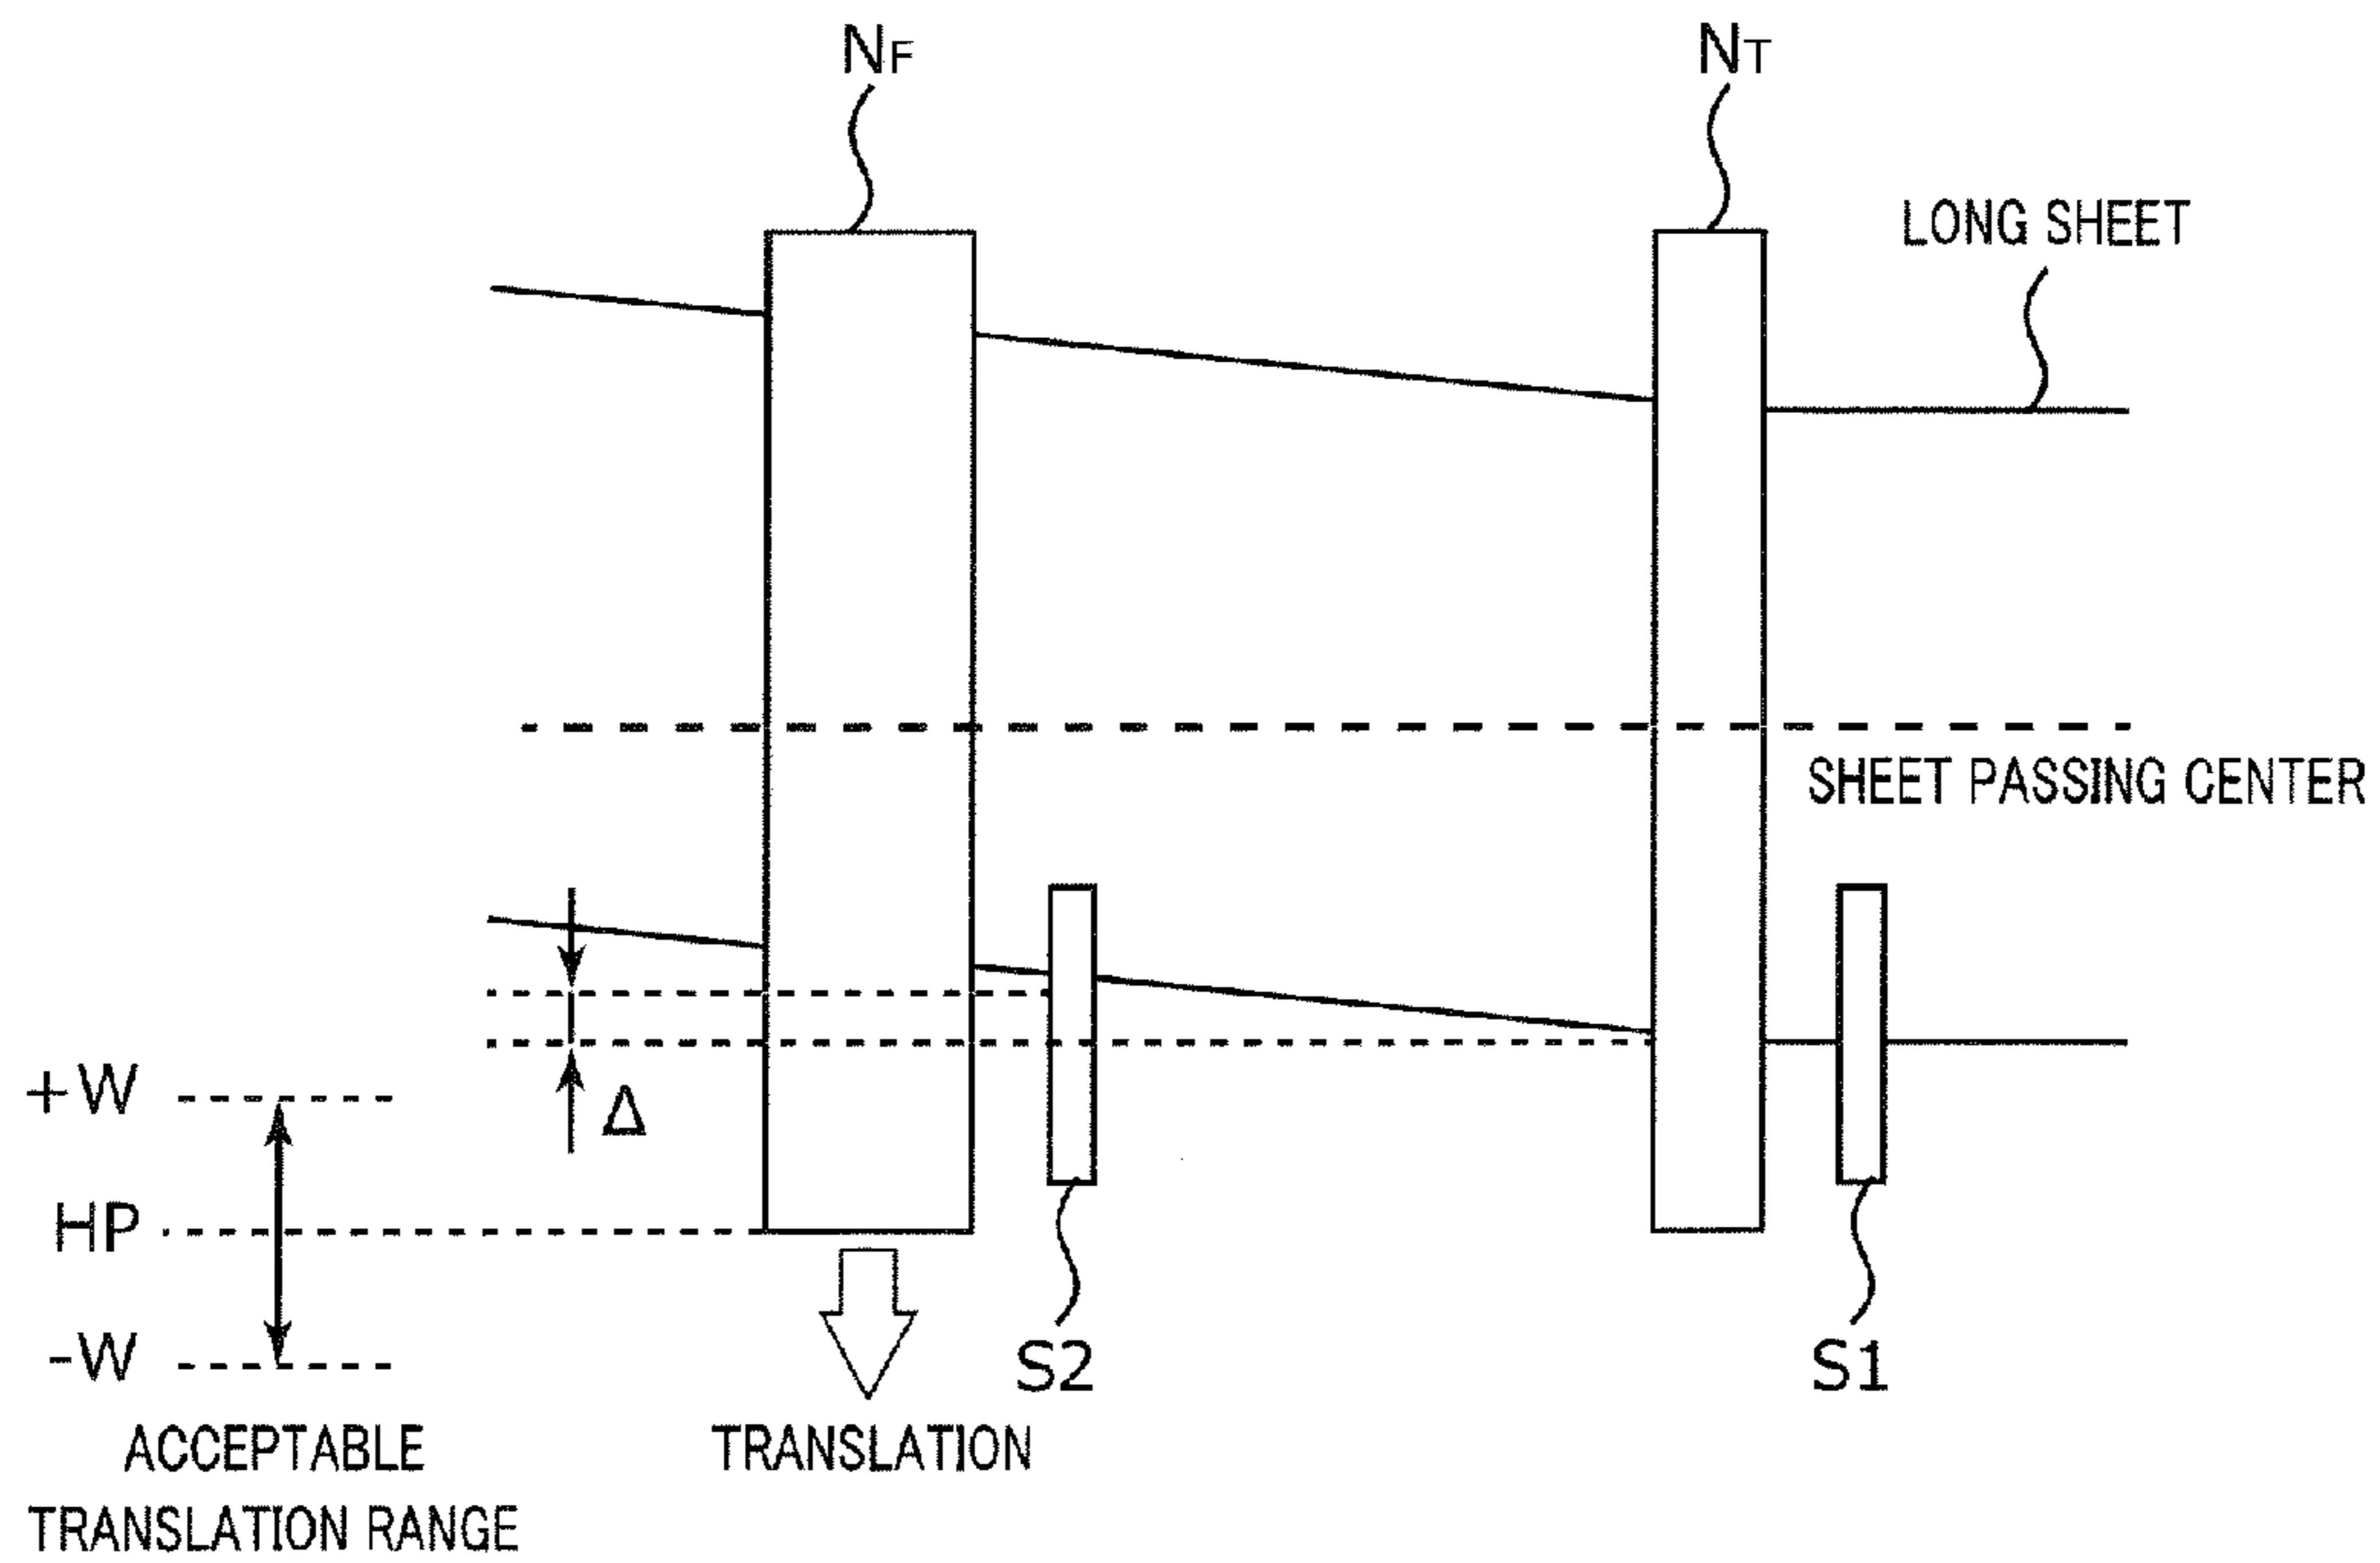 NF
NT
LONG SHEET
SHEET PASSING CENTER
Δ
+W
HP
-W
S2
S1
ACCEPTABLE
TRANSLATION RANGE
TRANSLATION